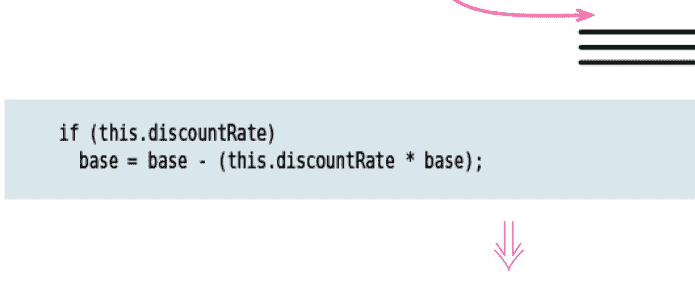 if (this.discountRate)
base = base - (this.discountRate * base);